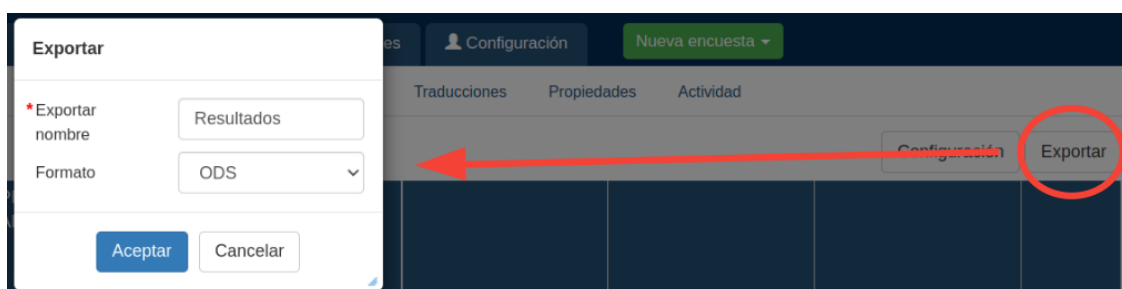 Exportar
es
Configuración
Nueva encuesta
Traducciones
Propiedades
Actividad
*Exportar
nombre
Resultados
Configuración
Exportar
Formato
ODS
Aceptar
Cancelar